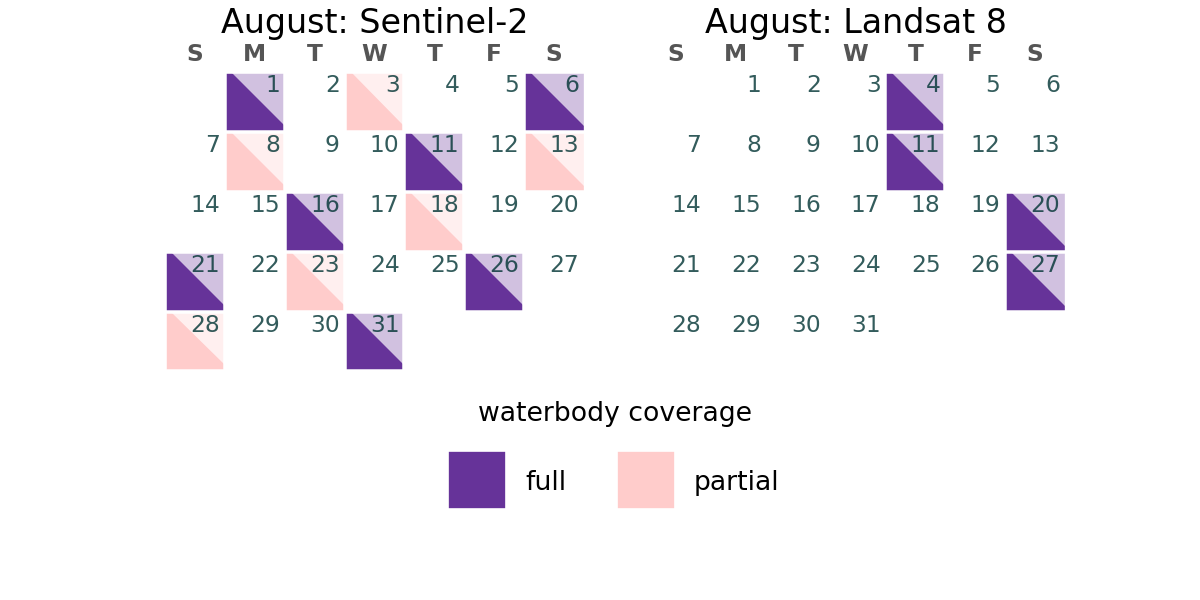 August: Sentinel-2
S M T W T F S
1 2 3 4 5 6
7 8 9 10 11 12 13
14 15 16 17 18 19 20
21 22 23 24 25 26 27
28 29 30 31
August: Landsat 8
S M T W T F S
1 2 3 4 5 6
7 8 9 10 11 12 13
14 15 16 17 18 19 20
21 22 23 24 25 26 27
28 29 30 31
waterbody coverage
full partial